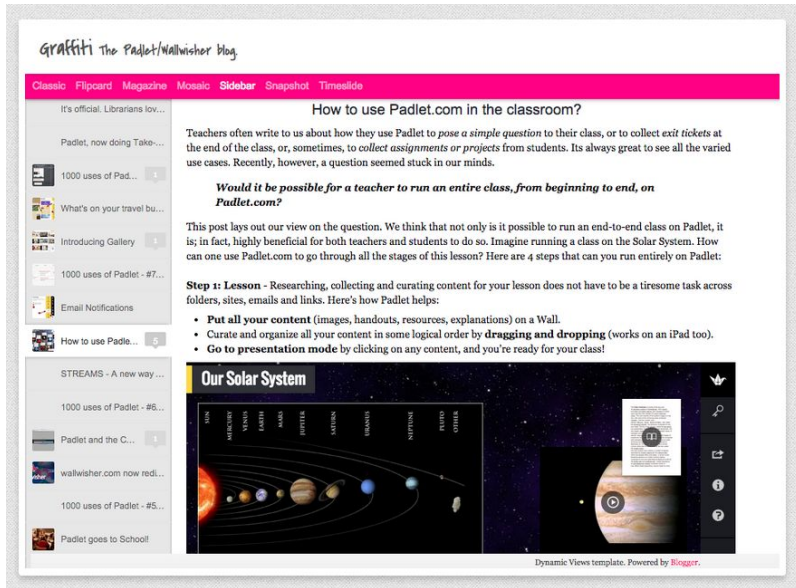 Graffiti The Padlet/Wallwisher blog.
Classic Flipcard Magazine Mosaic Sidebar Snapshot Timeslide
It's official. Librarians lov...
Padlet, now doing Take-...
1000 uses of Pad... 1
What's on your travel bu...
Introducing Gallery 1
1000 uses of Padlet - #7...
Email Notifications
How to use Padle... 5
STREAMS - A new way ...
1000 uses of Padlet - #6...
Padlet and the C... 1
wallwisher.com now redi...
1000 uses of Padlet - #5...
Padlet goes to School!
How to use Padlet.com in the classroom?
Teachers often write to us about how they use Padlet to pose a simple question to their class, or to collect exit tickets at
the end of the class, or, sometimes, to collect assignments or projects from students. Its always great to see all the varied
use cases. Recently, however, a question seemed stuck in our minds.
Would it be possible for a teacher to run an entire class, from beginning to end, on
Padlet.com?
This post lays out our view on the question. We think that not only is it possible to run an end-to-end class on Padlet, it
is; in fact, highly beneficial for both teachers and students to do so. Imagine running a class on the Solar System. How
can one use Padlet.com to go through all the stages of this lesson? Here are 4 steps that can you run entirely on Padlet:
Step 1: Lesson - Researching, collecting and curating content for your lesson does not have to be a tiresome task across
folders, sites, emails and links. Here's how Padlet helps:
• Put all your content (images, handouts, resources, explanations) on a Wall.
• Curate and organize all your content in some logical order by dragging and dropping (works on an iPad too).
• Go to presentation mode by clicking on any content, and you're ready for your class!
Our Solar System
SUN
MERCURY
VENUS
EARTH
MARS
JUPITER
SATURN
URANUS
NEPTUNE
PLUTO
OTHER
Dynamic Views template. Powered by Blogger.